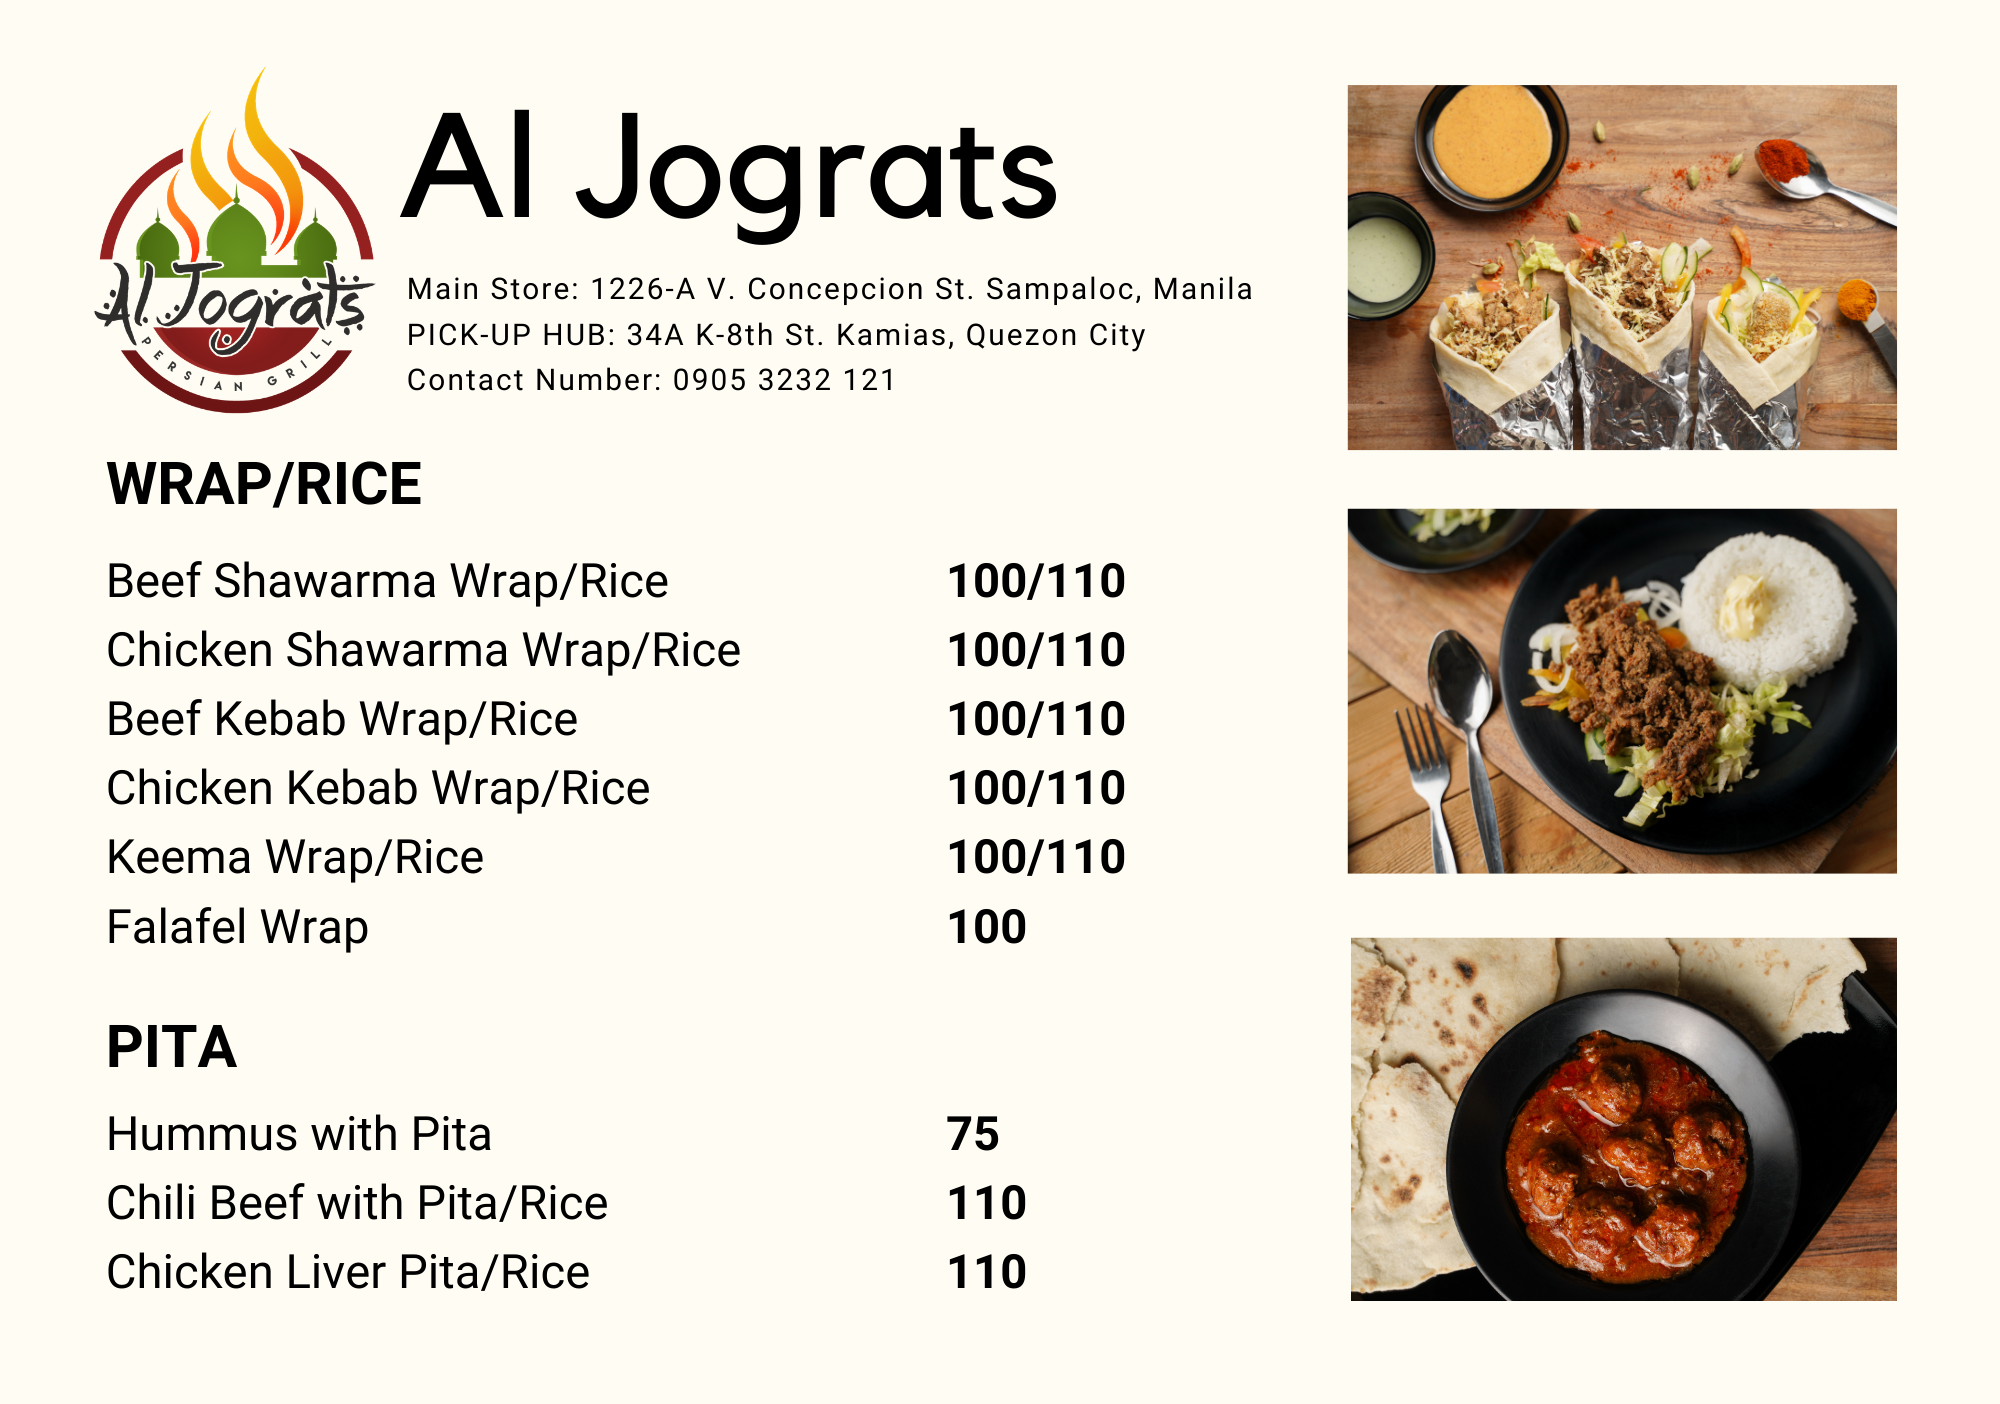 Al Jograts
PERSIAN GRILL
Al Jograts
Main Store: 1226-A V. Concepcion St. Sampaloc, Manila
PICK-UP HUB: 34A K-8th St. Kamias, Quezon City
Contact Number: 0905 3232 121
WRAP/RICE
Beef Shawarma Wrap/Rice 100/110
Chicken Shawarma Wrap/Rice 100/110
Beef Kebab Wrap/Rice 100/110
Chicken Kebab Wrap/Rice 100/110
Keema Wrap/Rice 100/110
Falafel Wrap 100
PITA
Hummus with Pita 75
Chili Beef with Pita/Rice 110
Chicken Liver Pita/Rice 110